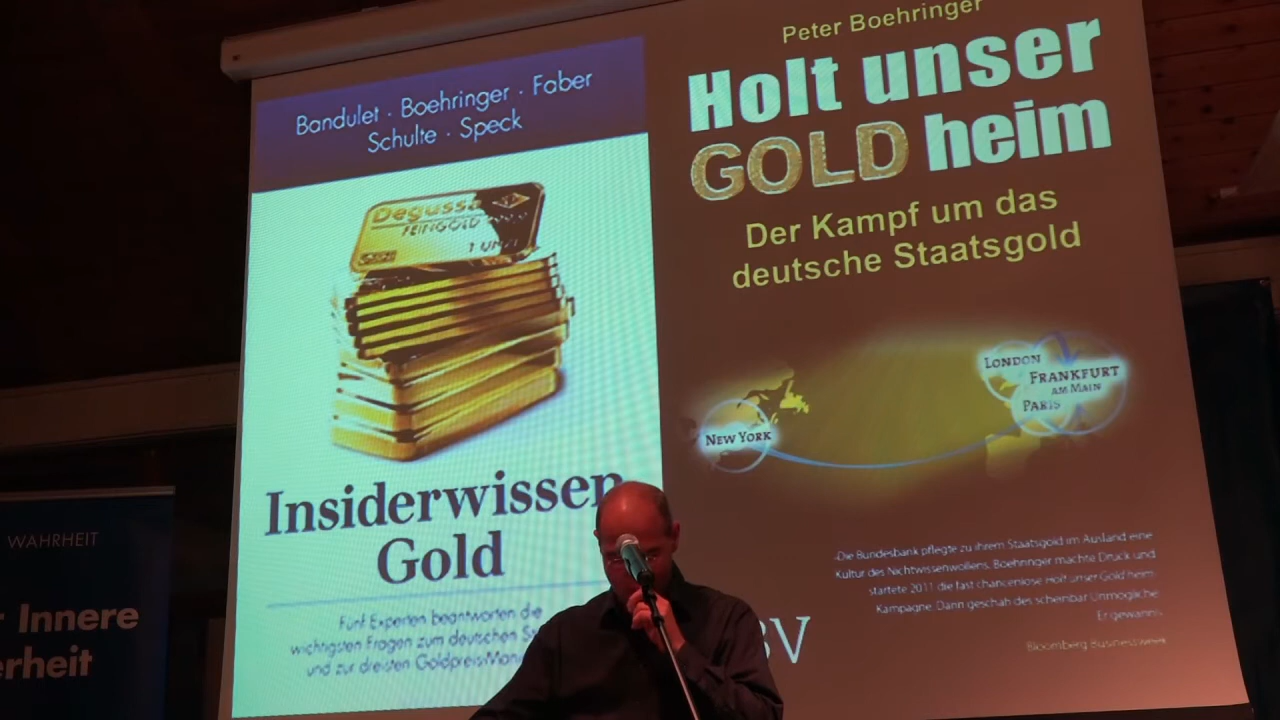 Bandulet · Boehringer · Faber
Schulte · Speck
Degussa
FEINGOLD
Insiderwissen
Gold
Fünf Experten beantworten die
wichtigsten Fragen zum deutschen
und zur dreisten Goldpreis-Man
Peter Boehringer
Holt unser
GOLD heim
Der Kampf um das
deutsche Staatsgold
LONDON
FRANKFURT
AM MAIN
PARIS
NEW YORK
Die Bundesbank pflegte zu ihrem Staatsgold im Ausland eine
Kultur des Nichtwissenwollens. Boehringer machte Druck und
startete 2011 die fast chancenlose Holt unser Gold heim
Kampagne. Dann geschah das scheinbar Unmögliche
Er gewann.
Bloomberg Businessweek
BV
WAHRHEIT
r Innere
erheit